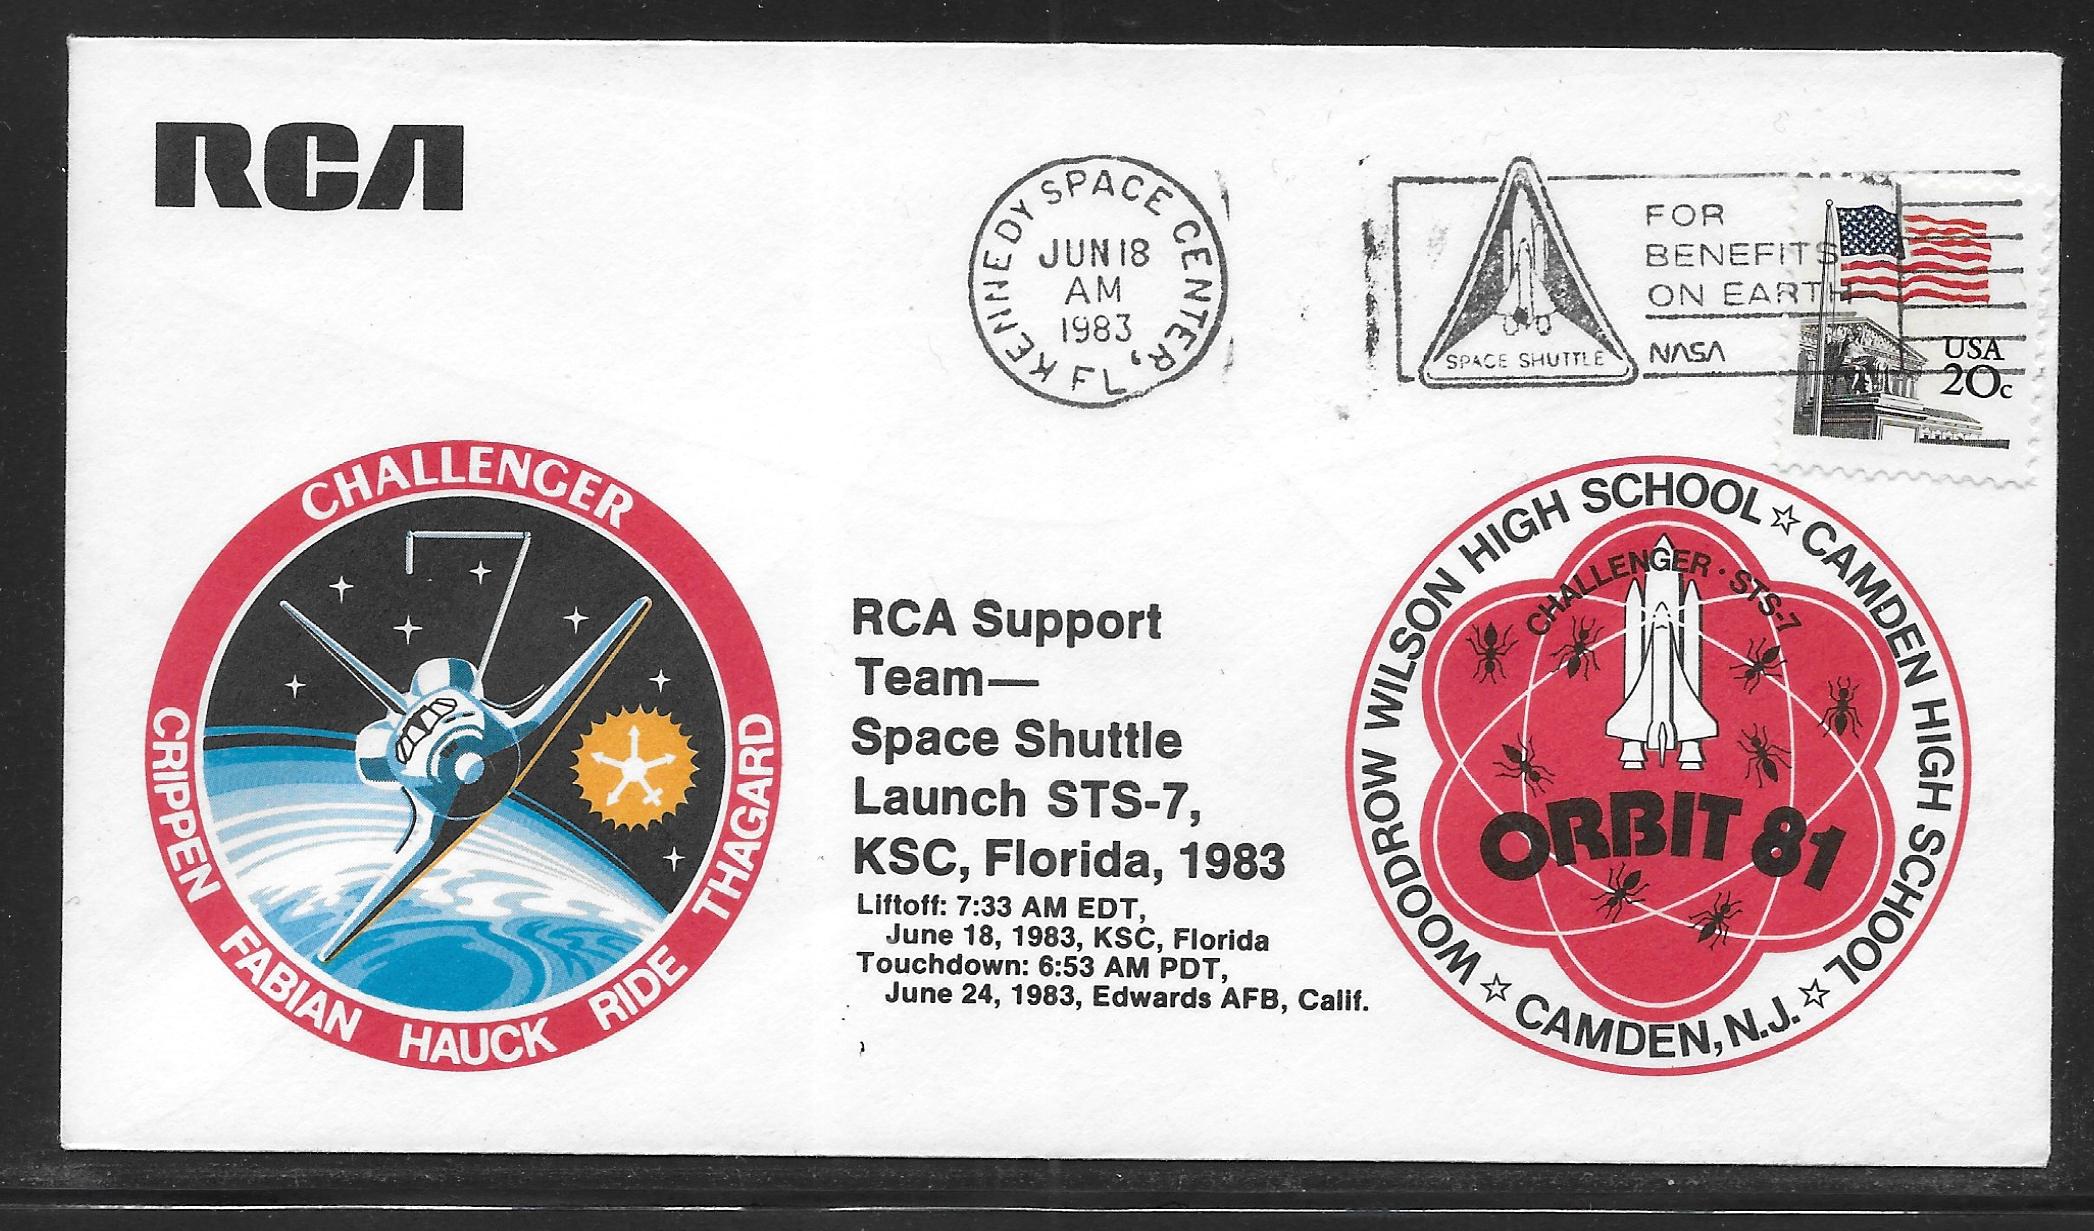 RCA
KENNEDY SPACE CENTER, FL
JUN 18
AM
1983
SPACE SHUTTLE
FOR
BENEFITS
ON EARTH
NASA
USA
20c
CHALLENGER
CRIPPEN FABIAN HAUCK RIDE THAGARD
RCA Support
Team—
Space Shuttle
Launch STS-7,
KSC, Florida, 1983
Liftoff: 7:33 AM EDT,
June 18, 1983, KSC, Florida
Touchdown: 6:53 AM PDT,
June 24, 1983, Edwards AFB, Calif.
WOODROW WILSON HIGH SCHOOL ☆ CAMDEN HIGH SCHOOL ☆ CAMDEN, N.J. ☆
CHALLENGER · STS-7
ORBIT 81